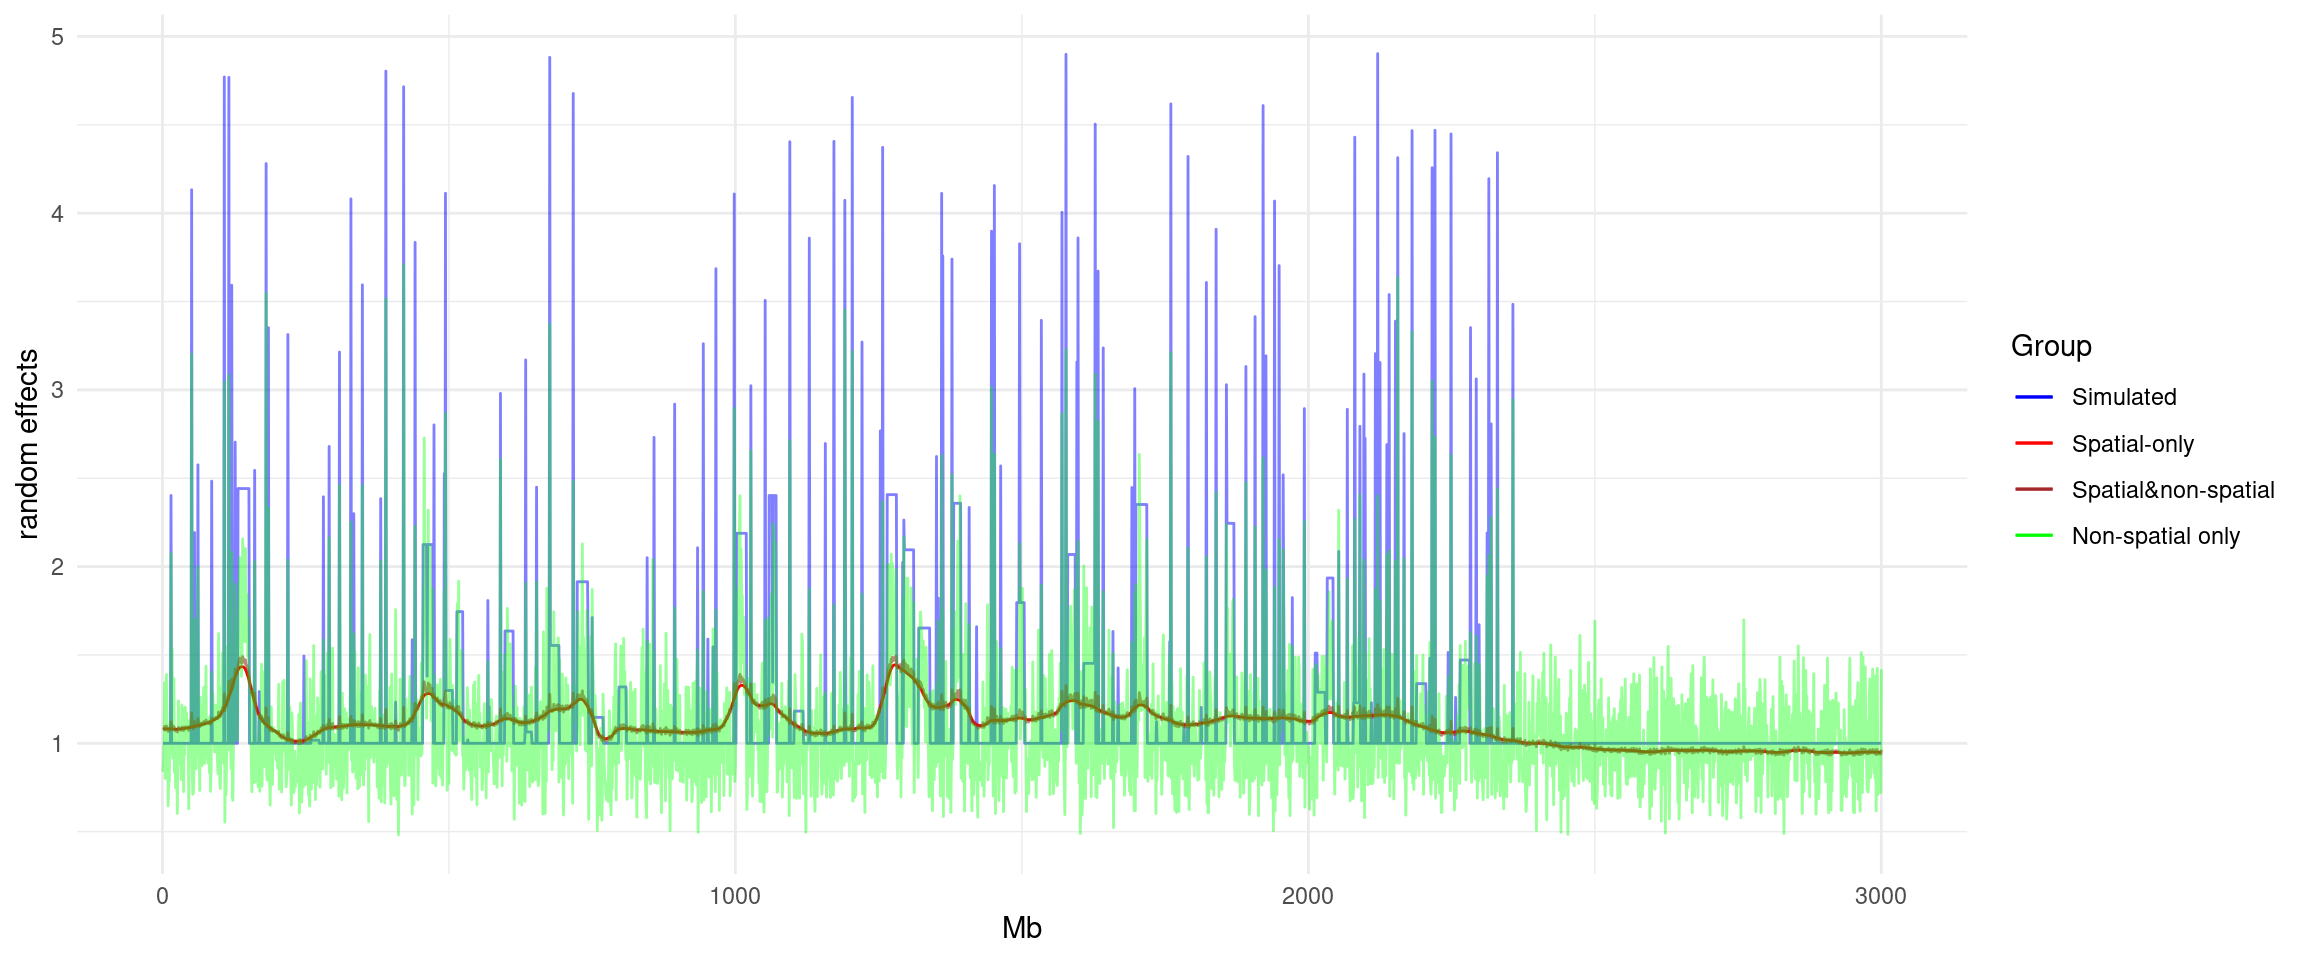 5
4
3
2
1
random effects
0
1000
2000
3000
Mb
Group
Simulated
Spatial-only
Spatial&non-spatial
Non-spatial only